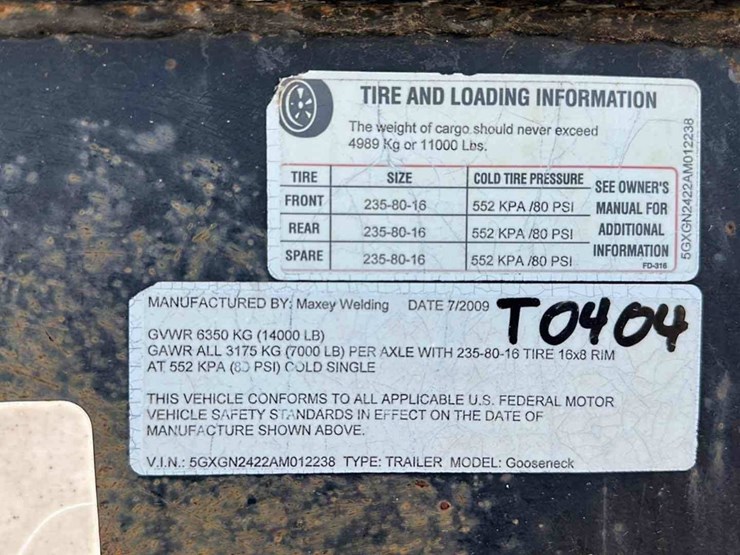 TIRE AND LOADING INFORMATION
The weight of cargo should never exceed
4989 Kg or 11000 Lbs.
TIRE SIZE COLD TIRE PRESSURE
FRONT 235-80-16 552 KPA /80 PSI
REAR 235-80-16 552 KPA /80 PSI
SPARE 235-80-16 552 KPA /80 PSI
SEE OWNER'S
MANUAL FOR
ADDITIONAL
INFORMATION
FD-316
5GXGN2422AM012238
MANUFACTURED BY: Maxey Welding DATE 7/2009
T0404
GVWR 6350 KG (14000 LB)
GAWR ALL 3175 KG (7000 LB) PER AXLE WITH 235-80-16 TIRE 16x8 RIM
AT 552 KPA (80 PSI) COLD SINGLE
THIS VEHICLE CONFORMS TO ALL APPLICABLE U.S. FEDERAL MOTOR
VEHICLE SAFETY STANDARDS IN EFFECT ON THE DATE OF
MANUFACTURE SHOWN ABOVE.
V.I.N.: 5GXGN2422AM012238 TYPE: TRAILER MODEL: Gooseneck